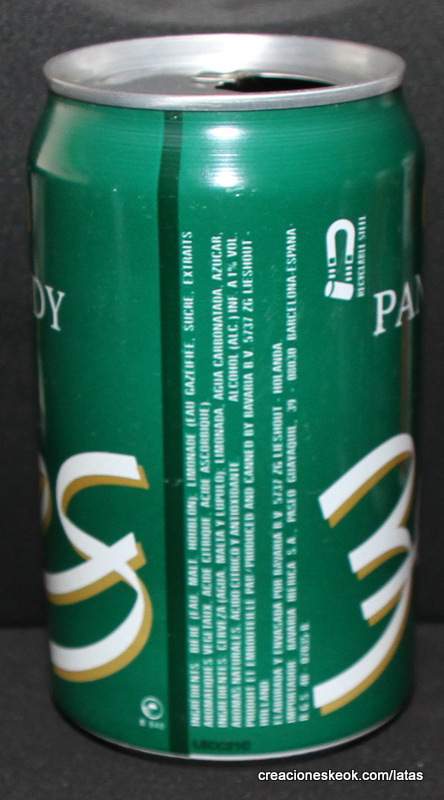 DY
PAN
RECYCLABLE STEEL
INGREDIENTS: BIERE (EAU, MALT, HOUBLON), LIMONADE (EAU GAZEIFIEE, SUCRE, EXTRAITS
AROMATIQUES VEGETAUX, ACIDE CITRIQUE, ACIDE ASCORBIQUE)
INGREDIENTES: CERVEZA (AGUA, MALTA Y LUPULO), LIMONADA, AGUA CARBONATADA, AZUCAR,
AROMAS NATURALES, ACIDO CITRICO Y ANTIOXIDANTE. ALCOHOL (ALC.) INF. A 1% VOL.
PRODUIT ET EMBOUTEILLE PAR · PRODUCED AND CANNED BY BAVARIA B.V. 5737 ZG LIESHOUT ·
HOLLAND
ELABORADA Y ENVASADA POR BAVARIA B.V. 5737 ZG LIESHOUT · HOLANDA.
IMPORTADOR: BAVARIA IBERICA S.A., PASEO GUAYAQUIL, 39 · 08030 BARCELONA-ESPANA·
R.G.S. 
creacioneskeok.com/latas